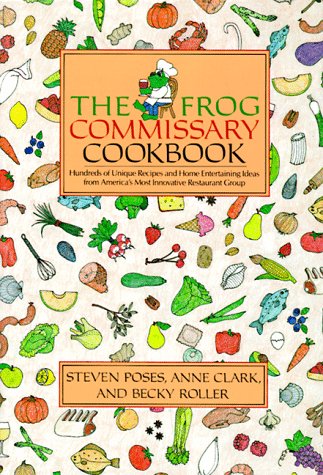 THE FROG
COMMISSARY
COOKBOOK
Hundreds of Unique Recipes and Home Entertaining Ideas
from America's Most Innovative Restaurant Group
STEVEN POSES, ANNE CLARK,
AND BECKY ROLLER